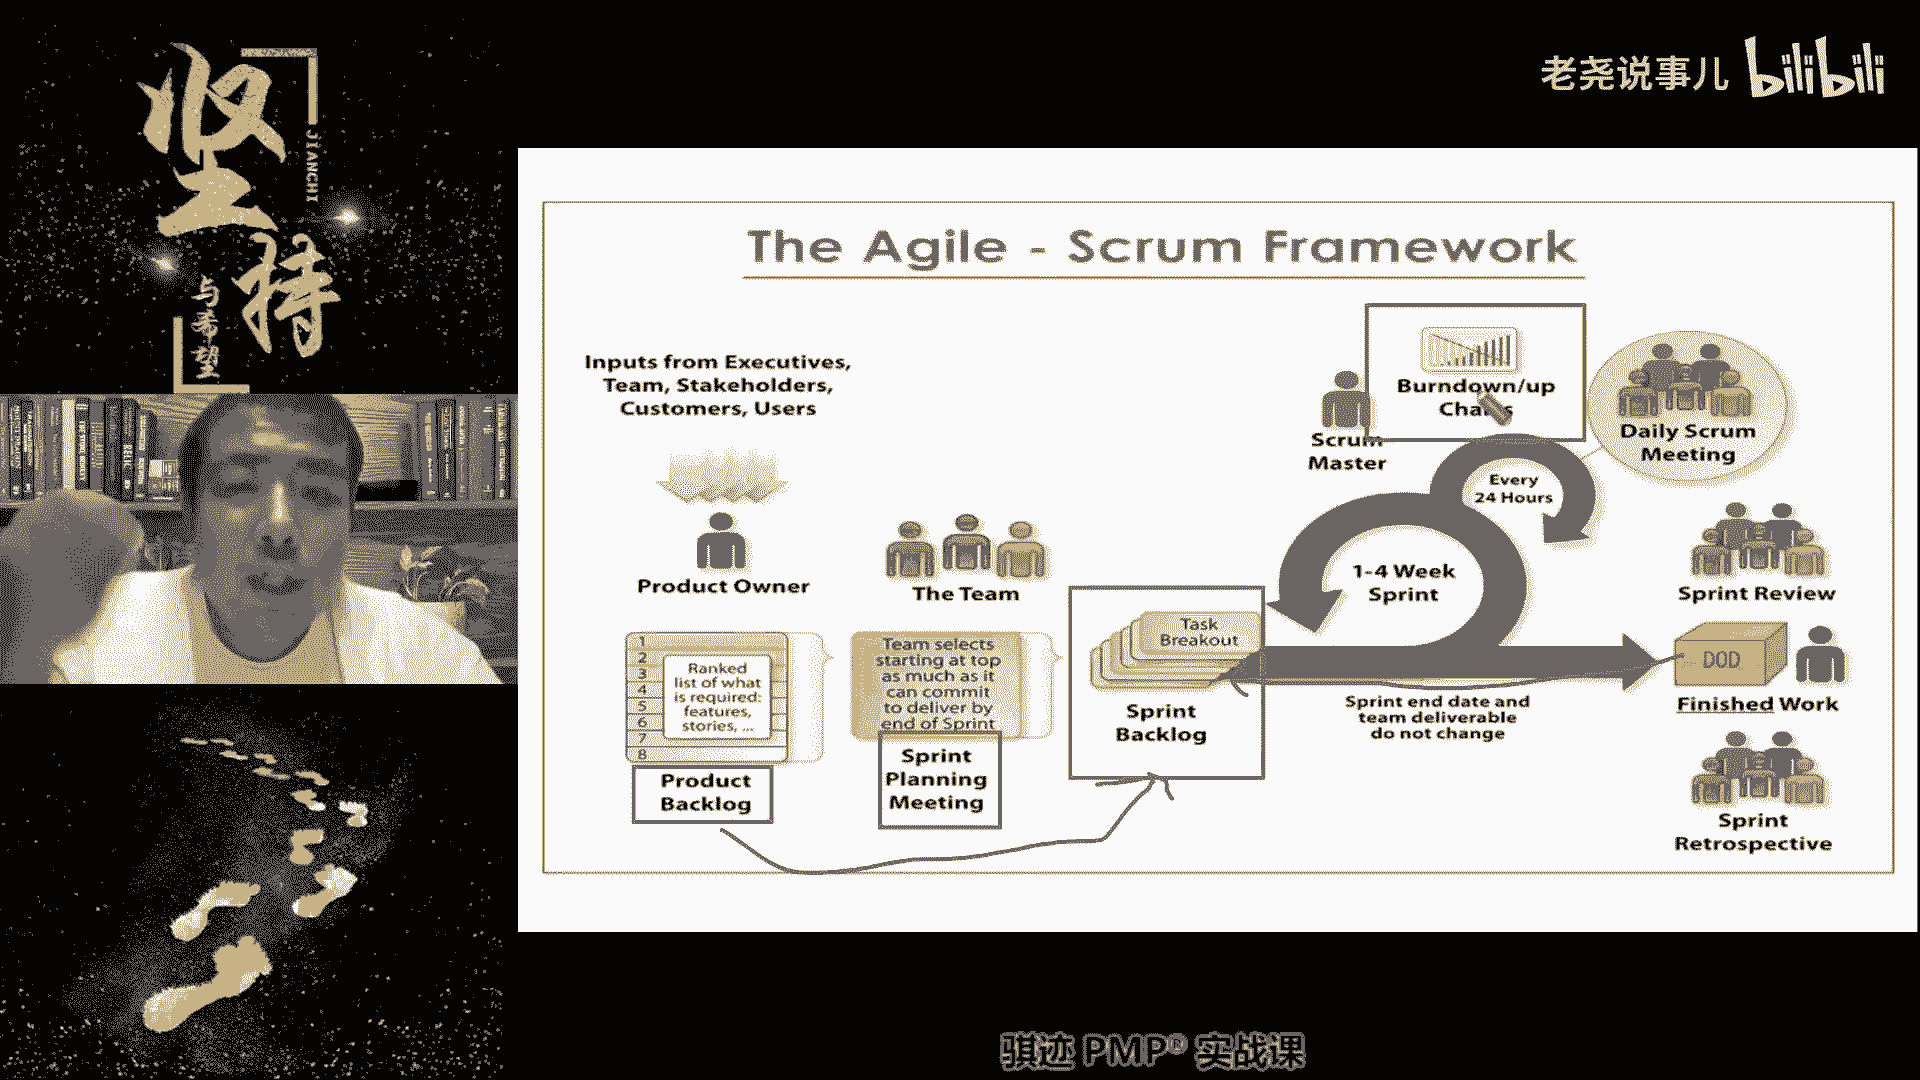 坚持
JIANCHI
与希望
老尧说事儿 bilibili
The Agile - Scrum Framework
Inputs from Executives,
Team, Stakeholders,
Customers, Users
Product Owner
The Team
1
2
3
4
5
6
7
8
Ranked
list of what
is required:
features,
stories, ...
Product
Backlog
Team selects
starting at top
as much as it
can commit
to deliver by
end of Sprint
Sprint
Planning
Meeting
Task
Breakout
Sprint
Backlog
Scrum
Master
Burndown/up
Charts
Every
24 Hours
1-4 Week
Sprint
Sprint end date and
team deliverable
do not change
Daily Scrum
Meeting
Sprint Review
DOD
Finished Work
Sprint
Retrospective
骐迹 PMP® 实战课